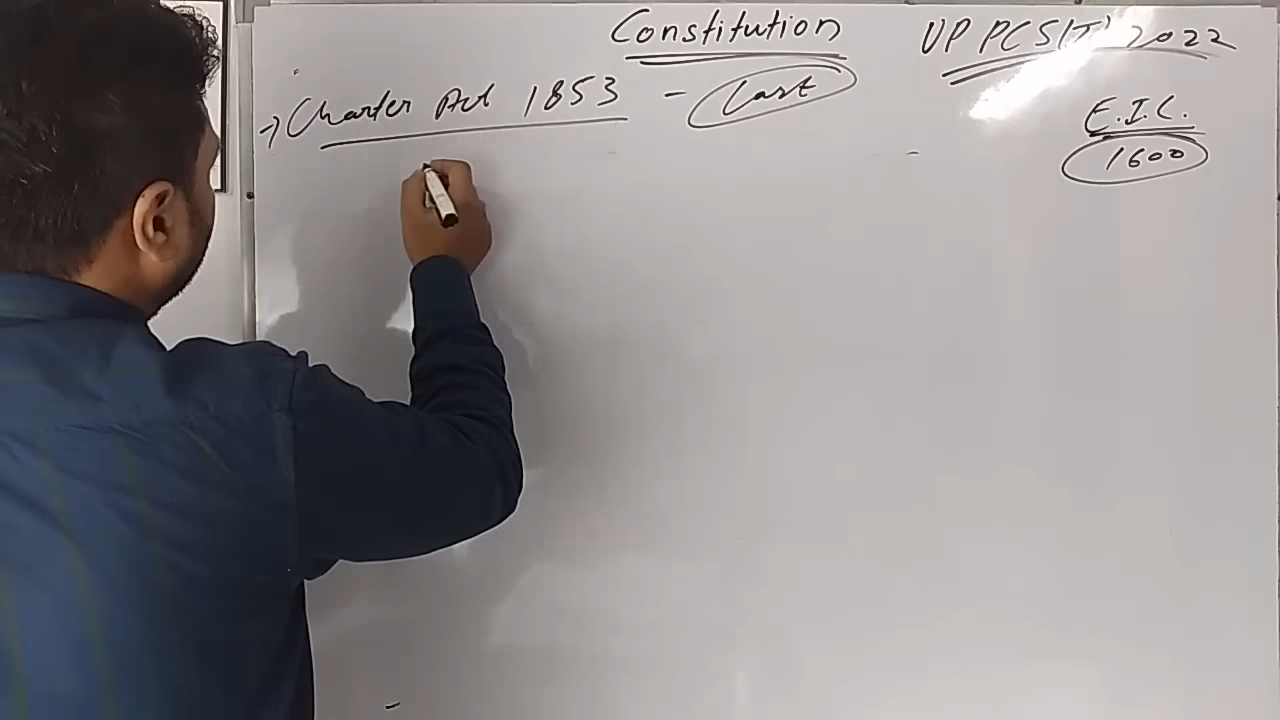 Constitution
UP PCS(J) 2022
→ Charter Act 1853 - Last
E.I.C.
1600